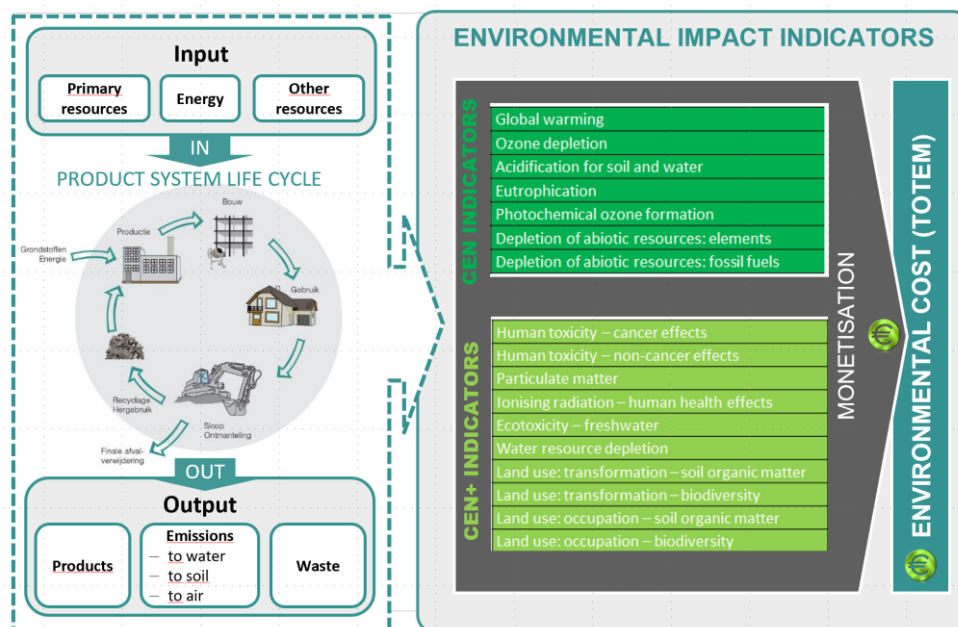 Input
Primary
resources
Energy
Other
resources
IN
PRODUCT SYSTEM LIFE CYCLE
Bouw
Productie
Grondstoffen
Energie
Gebruik
Recyclage
Hergebruik
Sloop
Ontmanteling
Finale afval-
verwijdering
OUT
Output
Products
Emissions
– to water
– to soil
– to air
Waste
ENVIRONMENTAL IMPACT INDICATORS
CEN INDICATORS
Global warming
Ozone depletion
Acidification for soil and water
Eutrophication
Photochemical ozone formation
Depletion of abiotic resources: elements
Depletion of abiotic resources: fossil fuels
CEN+ INDICATORS
Human toxicity – cancer effects
Human toxicity – non-cancer effects
Particulate matter
Ionising radiation – human health effects
Ecotoxicity – freshwater
Water resource depletion
Land use: transformation – soil organic matter
Land use: transformation – biodiversity
Land use: occupation – soil organic matter
Land use: occupation – biodiversity
MONETISATION
€
ENVIRONMENTAL COST (TOTEM)
€